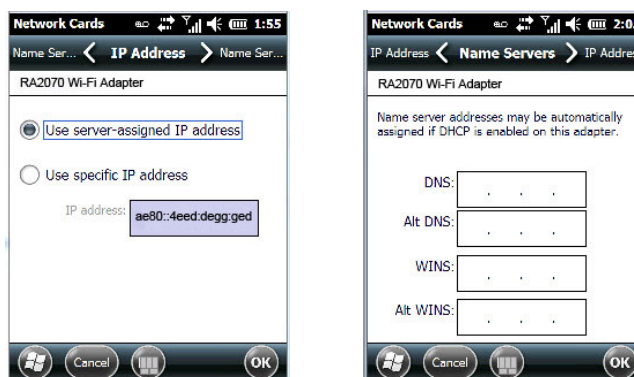 Network Cards 1:55
Name Ser... IP Address Name Ser...
RA2070 Wi-Fi Adapter
Use server-assigned IP address
Use specific IP address
IP address: ae80::4eed:degg:ged
Cancel OK
Network Cards 2:0
IP Address Name Servers IP Addre
RA2070 Wi-Fi Adapter
Name server addresses may be automatically
assigned if DHCP is enabled on this adapter.
DNS: . . .
Alt DNS: . . .
WINS: . . .
Alt WINS: . . .
Cancel OK